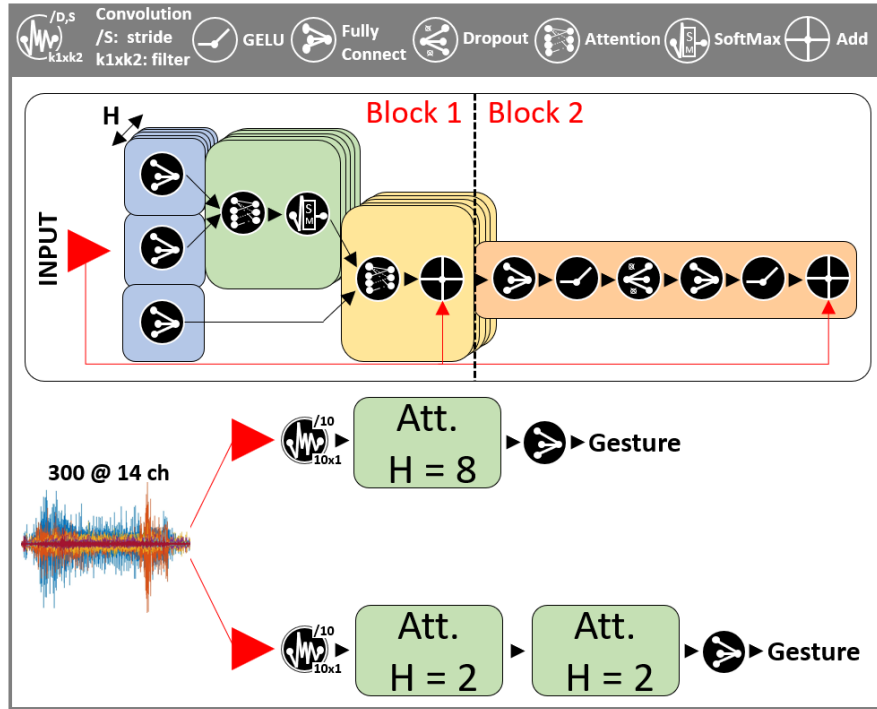 /D,S
k1xk2
Convolution
/S: stride
k1xk2: filter
GELU
Fully
Connect
Dropout
Attention
S
M
SoftMax
Add
H
Block 1
Block 2
INPUT
S
M
300 @ 14 ch
/10
10x1
Att.
H = 8
Gesture
/10
10x1
Att.
H = 2
Att.
H = 2
Gesture